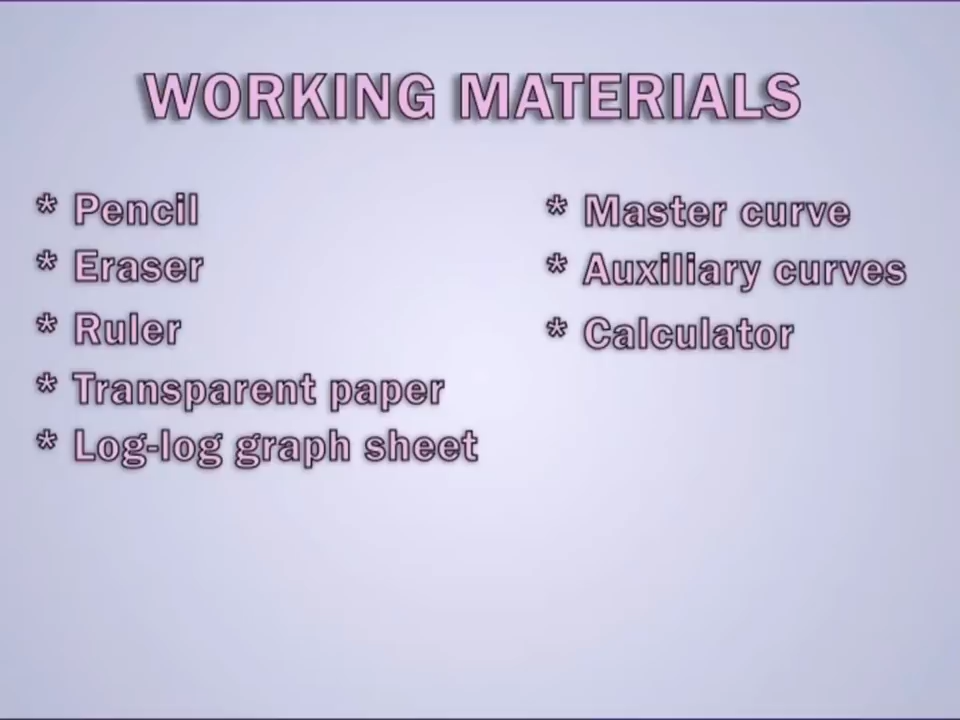 WORKING MATERIALS
* Pencil
* Eraser
* Ruler
* Transparent paper
* Log-log graph sheet
* Master curve
* Auxiliary curves
* Calculator